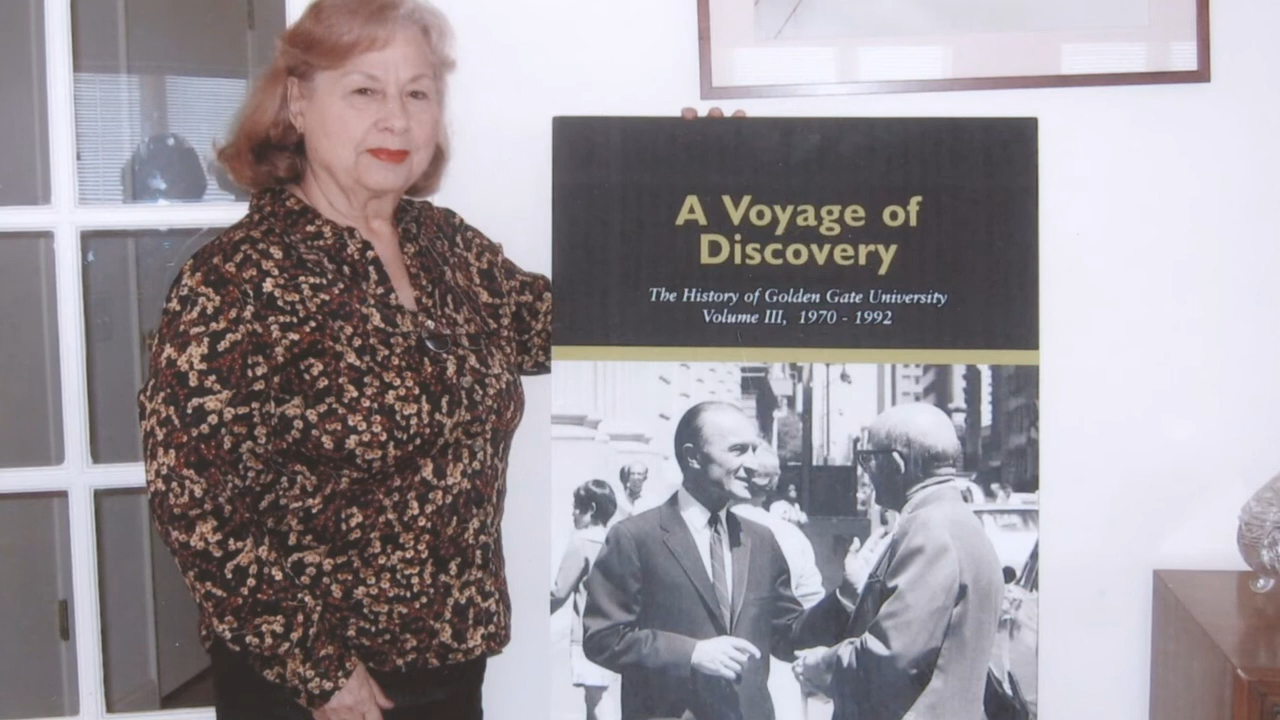 A Voyage of
Discovery
The History of Golden Gate University
Volume III, 1970 - 1992